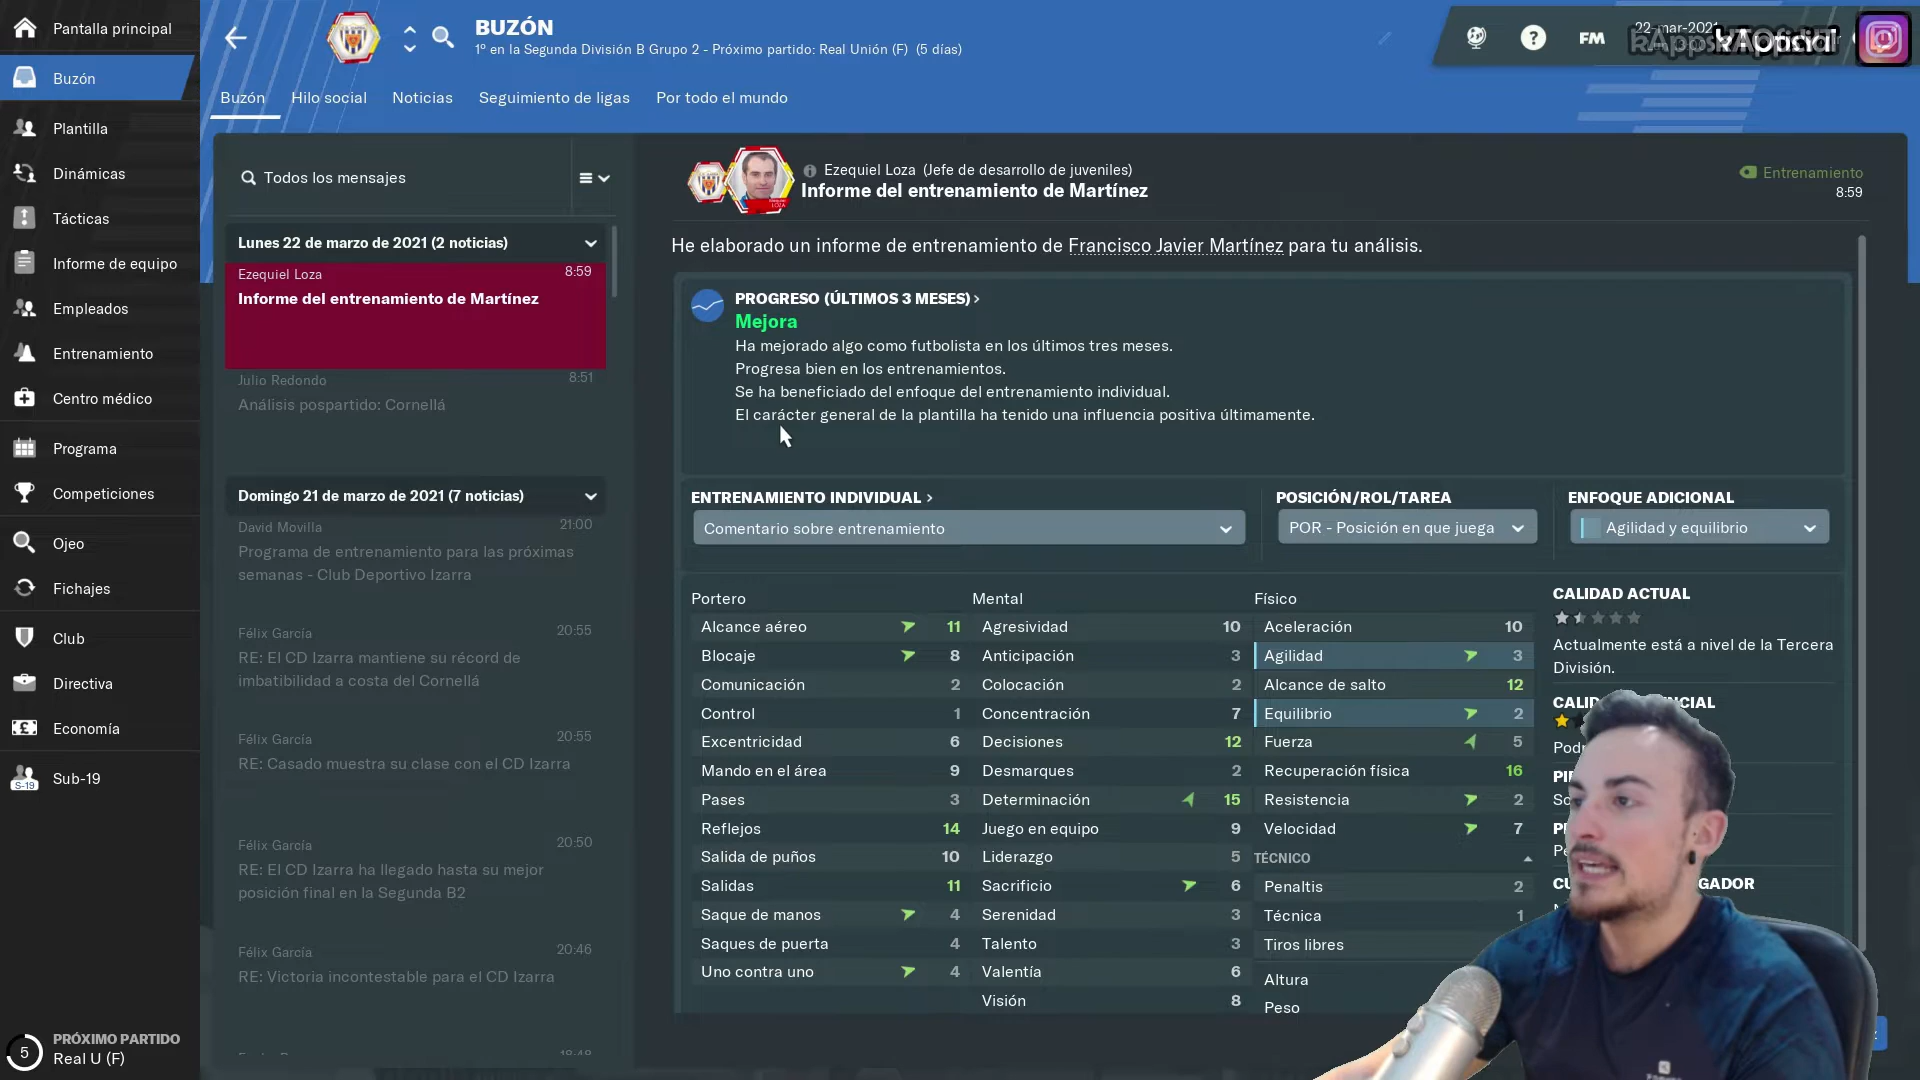 Pantalla principal
Buzón
Plantilla
Dinámicas
Tácticas
Informe de equipo
Empleados
Entrenamiento
Centro médico
Programa
Competiciones
Ojeo
Fichajes
Club
Directiva
Economía
S-19
Sub-19
5
PRÓXIMO PARTIDO
Real U (F)
BUZÓN
1º en la Segunda División B Grupo 2 - Próximo partido: Real Unión (F) (5 días)
FM
22-mar-2021
Buzón
Hilo social
Noticias
Seguimiento de ligas
Por todo el mundo
Todos los mensajes
Lunes 22 de marzo de 2021 (2 noticias)
Ezequiel Loza 8:59
Informe del entrenamiento de Martínez
Julio Redondo 8:51
Análisis pospartido: Cornellá
Domingo 21 de marzo de 2021 (7 noticias)
David Movilla 21:00
Programa de entrenamiento para las próximas
semanas - Club Deportivo Izarra
Félix García 20:55
RE: El CD Izarra mantiene su récord de
imbatibilidad a costa del Cornellá
Félix García 20:55
RE: Casado muestra su clase con el CD Izarra
Félix García 20:50
RE: El CD Izarra ha llegado hasta su mejor
posición final en la Segunda B2
Félix García 20:46
RE: Victoria incontestable para el CD Izarra
Ezequiel Loza (Jefe de desarrollo de juveniles)
Informe del entrenamiento de Martínez
Entrenamiento
8:59
He elaborado un informe de entrenamiento de Francisco Javier Martínez para tu análisis.
PROGRESO (ÚLTIMOS 3 MESES) >
Mejora
Ha mejorado algo como futbolista en los últimos tres meses.
Progresa bien en los entrenamientos.
Se ha beneficiado del enfoque del entrenamiento individual.
El carácter general de la plantilla ha tenido una influencia positiva últimamente.
ENTRENAMIENTO INDIVIDUAL >
Comentario sobre entrenamiento
POSICIÓN/ROL/TAREA
POR - Posición en que juega
ENFOQUE ADICIONAL
Agilidad y equilibrio
Portero
Alcance aéreo 11
Blocaje 8
Comunicación 2
Control 1
Excentricidad 6
Mando en el área 9
Pases 3
Reflejos 14
Salida de puños 10
Salidas 11
Saque de manos 4
Saques de puerta 4
Uno contra uno 4
Mental
Agresividad 10
Anticipación 3
Colocación 2
Concentración 7
Decisiones 12
Desmarques 2
Determinación 15
Juego en equipo 9
Liderazgo 5
Sacrificio 6
Serenidad 3
Talento 3
Valentía 6
Visión 8
Físico
Aceleración 10
Agilidad 3
Alcance de salto 12
Equilibrio 2
Fuerza 5
Recuperación física 16
Resistencia 2
Velocidad 7
TÉCNICO
Penaltis 2
Técnica 1
Tiros libres
Altura
Peso
CALIDAD ACTUAL
Actualmente está a nivel de la Tercera
División.